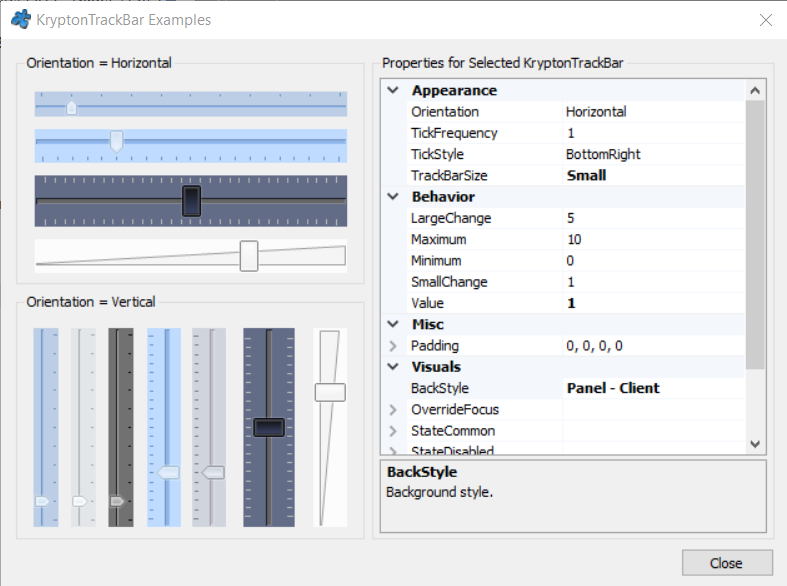 KryptonTrackBar Examples
Orientation = Horizontal
Orientation = Vertical
Properties for Selected KryptonTrackBar
Appearance
Orientation Horizontal
TickFrequency 1
TickStyle BottomRight
TrackBarSize Small
Behavior
LargeChange 5
Maximum 10
Minimum 0
SmallChange 1
Value 1
Misc
Padding 0, 0, 0, 0
Visuals
BackStyle Panel - Client
OverrideFocus
StateCommon
StateDisabled
BackStyle
Background style.
Close